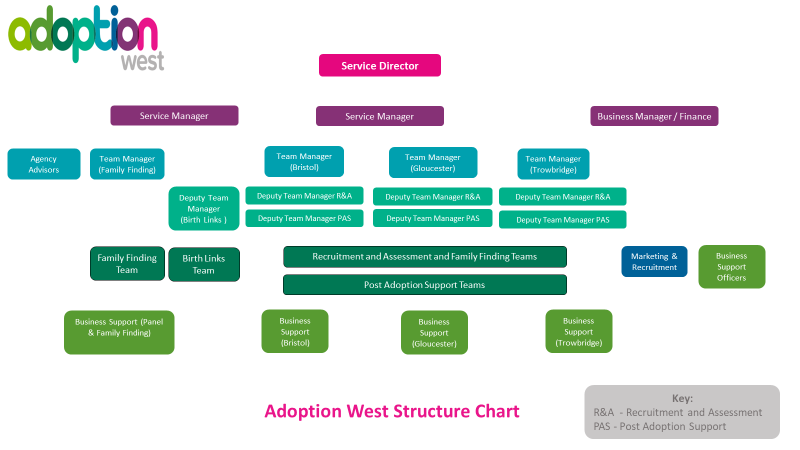 adoption
west
Service Director
Service Manager
Service Manager
Business Manager / Finance
Agency
Advisors
Team Manager
(Family Finding)
Team Manager
(Bristol)
Team Manager
(Gloucester)
Team Manager
(Trowbridge)
Deputy Team
Manager
(Birth Links )
Deputy Team Manager R&A
Deputy Team Manager R&A
Deputy Team Manager R&A
Deputy Team Manager PAS
Deputy Team Manager PAS
Deputy Team Manager PAS
Family Finding
Team
Birth Links
Team
Recruitment and Assessment and Family Finding Teams
Post Adoption Support Teams
Marketing &
Recruitment
Business
Support
Officers
Business Support (Panel
& Family Finding)
Business
Support
(Bristol)
Business
Support
(Gloucester)
Business
Support
(Trowbridge)
Adoption West Structure Chart
Key:
R&A - Recruitment and Assessment
PAS - Post Adoption Support